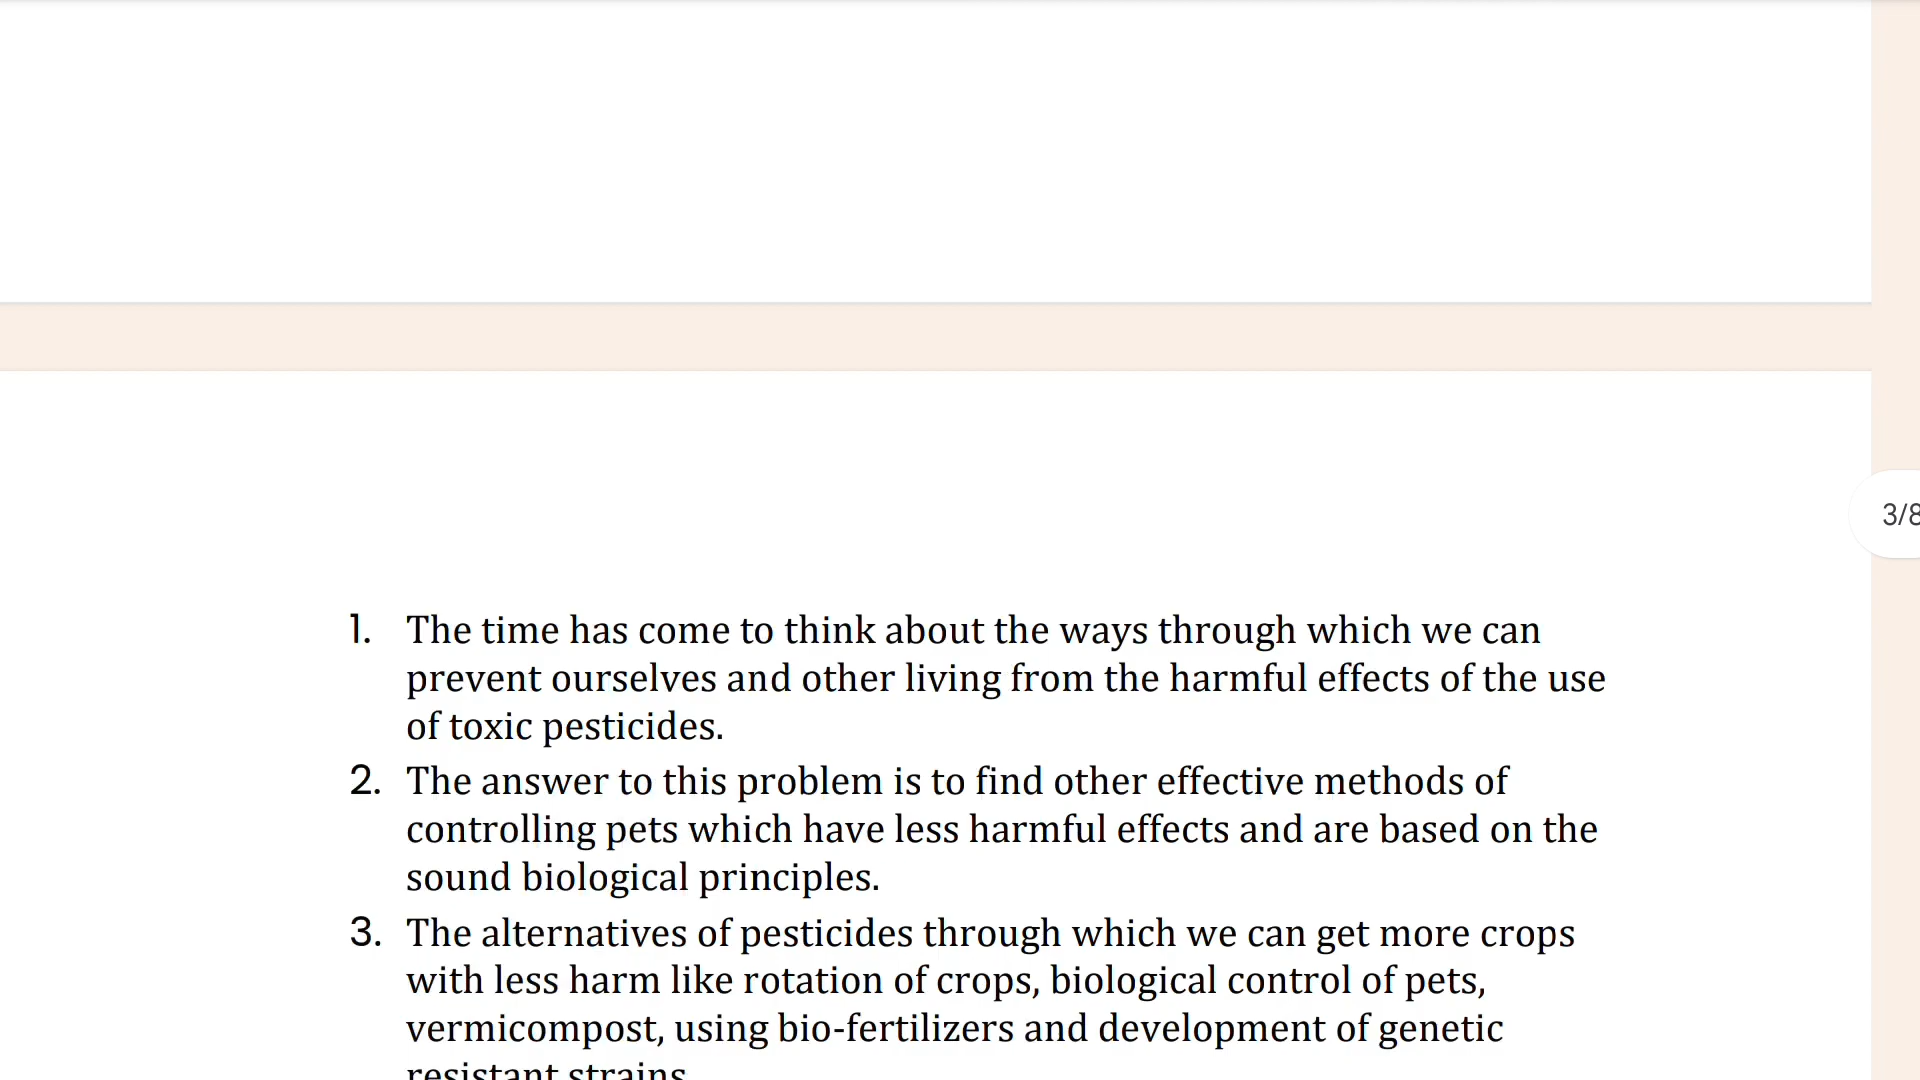 3/8
1. The time has come to think about the ways through which we can
prevent ourselves and other living from the harmful effects of the use
of toxic pesticides.
2. The answer to this problem is to find other effective methods of
controlling pets which have less harmful effects and are based on the
sound biological principles.
3. The alternatives of pesticides through which we can get more crops
with less harm like rotation of crops, biological control of pets,
vermicompost, using bio-fertilizers and development of genetic
resistant strains